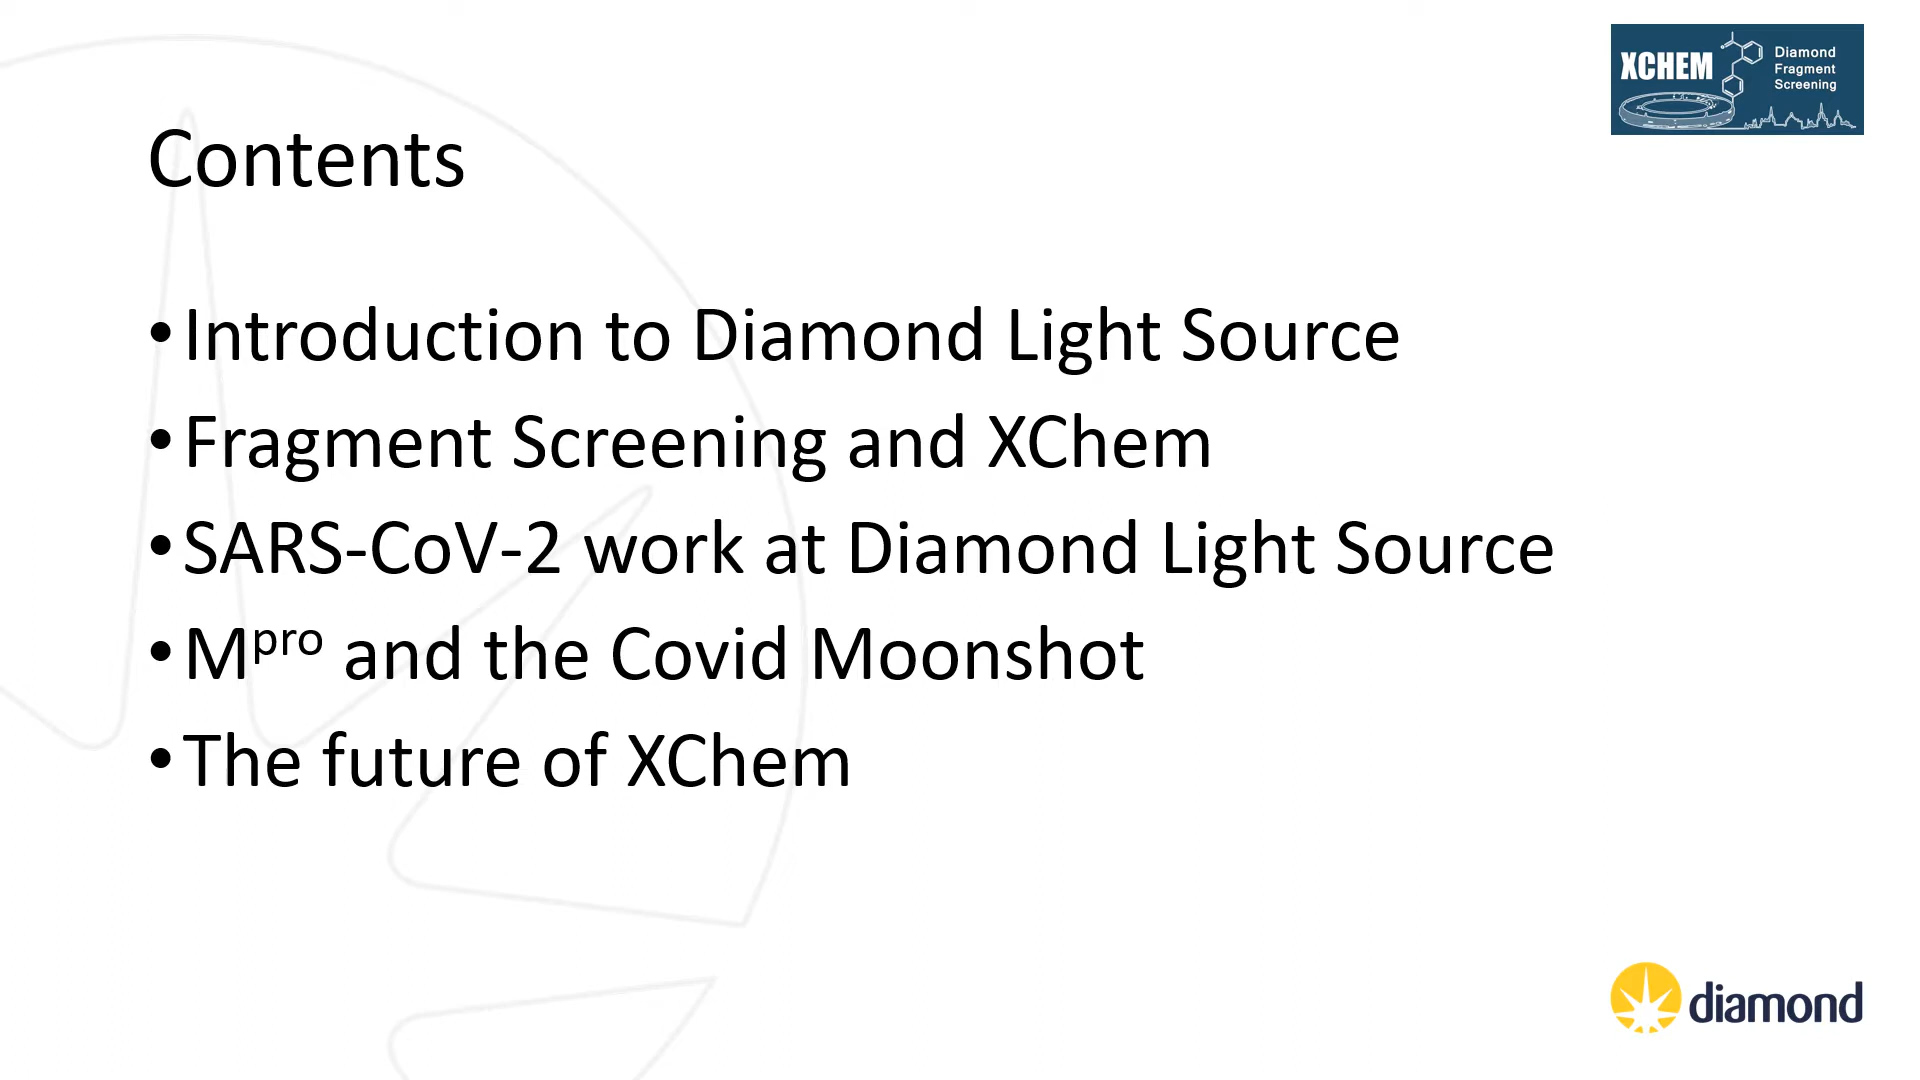 XCHEM
Diamond
Fragment
Screening
Contents
•Introduction to Diamond Light Source
•Fragment Screening and XChem
•SARS-CoV-2 work at Diamond Light Source
•Mᵖʳᵒ and the Covid Moonshot
•The future of XChem
diamond